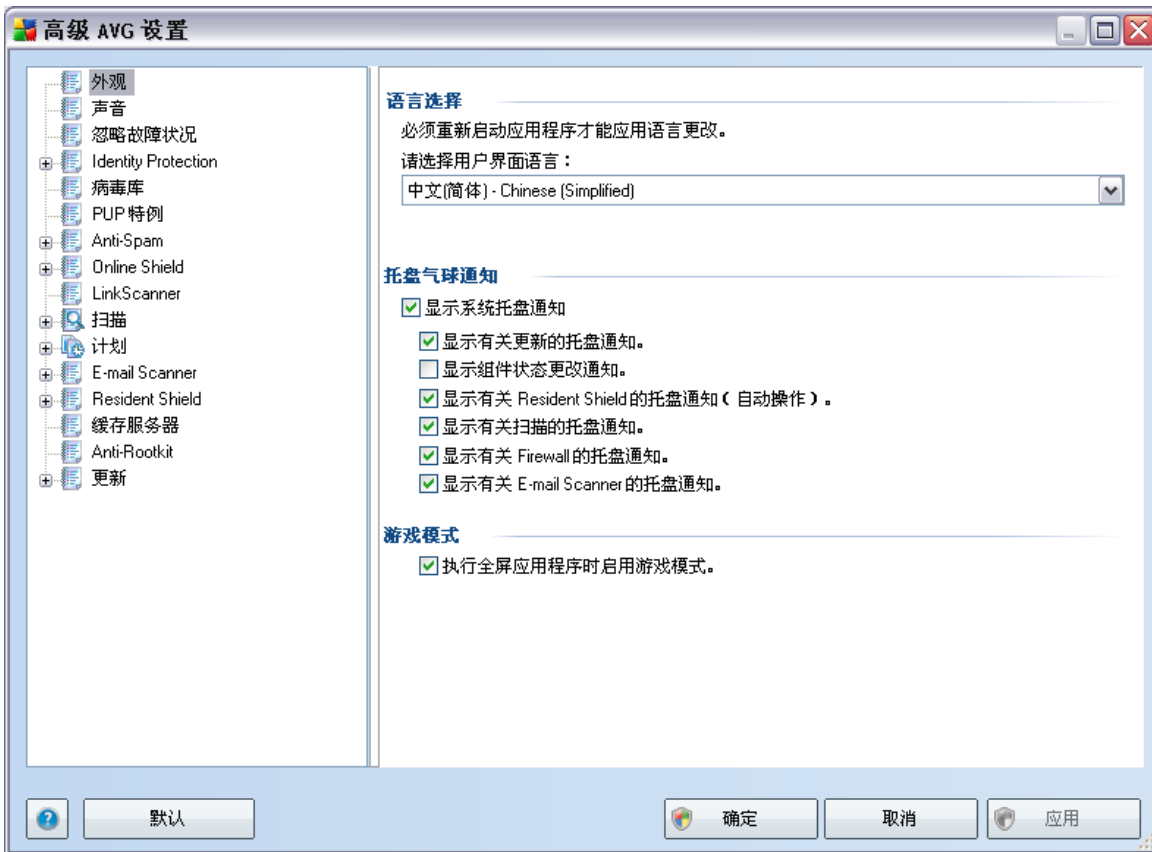 高级 AVG 设置
外观
声音
忽略故障状况
Identity Protection
病毒库
PUP 特例
Anti-Spam
Online Shield
LinkScanner
扫描
计划
E-mail Scanner
Resident Shield
缓存服务器
Anti-Rootkit
更新
语言选择
必须重新启动应用程序才能应用语言更改。
请选择用户界面语言：
中文(简体) - Chinese (Simplified)
托盘气球通知
显示系统托盘通知
显示有关更新的托盘通知。
显示组件状态更改通知。
显示有关 Resident Shield 的托盘通知（自动操作）。
显示有关扫描的托盘通知。
显示有关 Firewall 的托盘通知。
显示有关 E-mail Scanner 的托盘通知。
游戏模式
执行全屏应用程序时启用游戏模式。
默认
确定
取消
应用